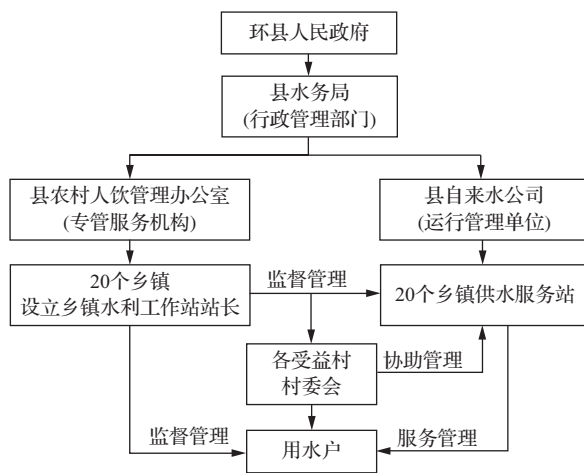 环县人民政府
县水务局
(行政管理部门)
县农村人饮管理办公室
(专管服务机构)
县自来水公司
(运行管理单位)
20个乡镇
设立乡镇水利工作站站长
监督管理
20个乡镇供水服务站
各受益村
村委会
协助管理
监督管理
用水户
服务管理